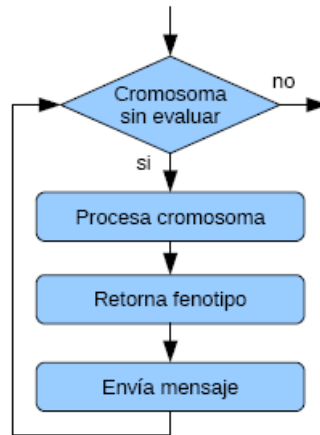 Cromosoma
sin evaluar
no
si
Procesa cromosoma
Retorna fenotipo
Envía mensaje